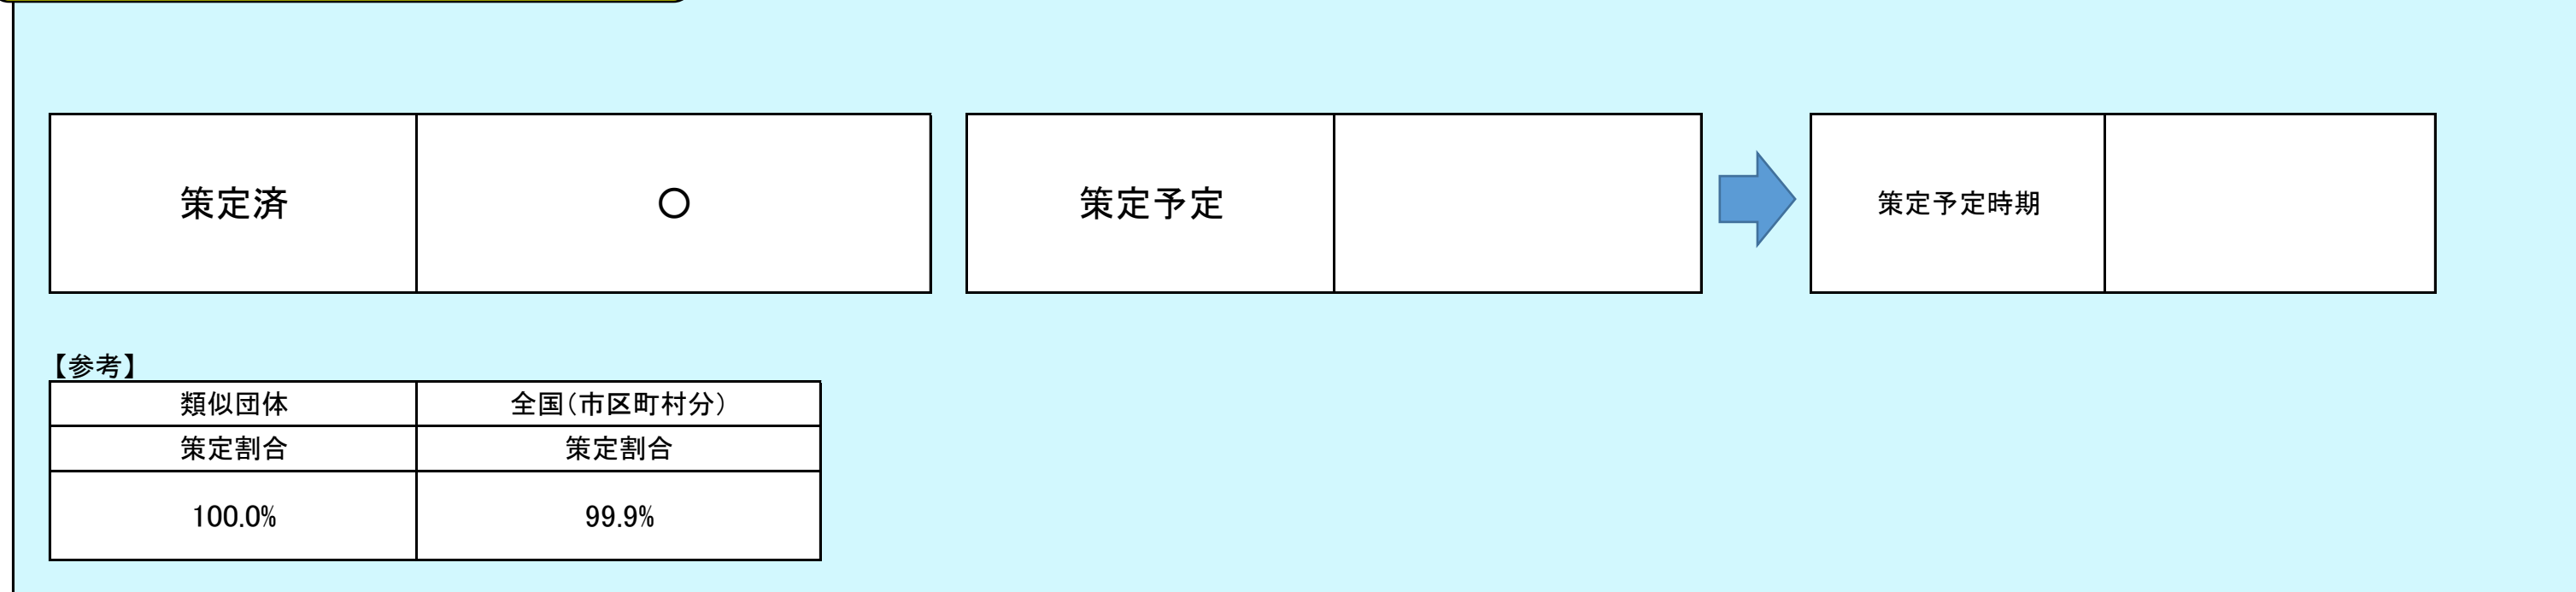 策定済 ○ 策定予定 策定予定時期
【参考】
類似団体 全国(市区町村分)
策定割合 策定割合
100.0% 99.9%